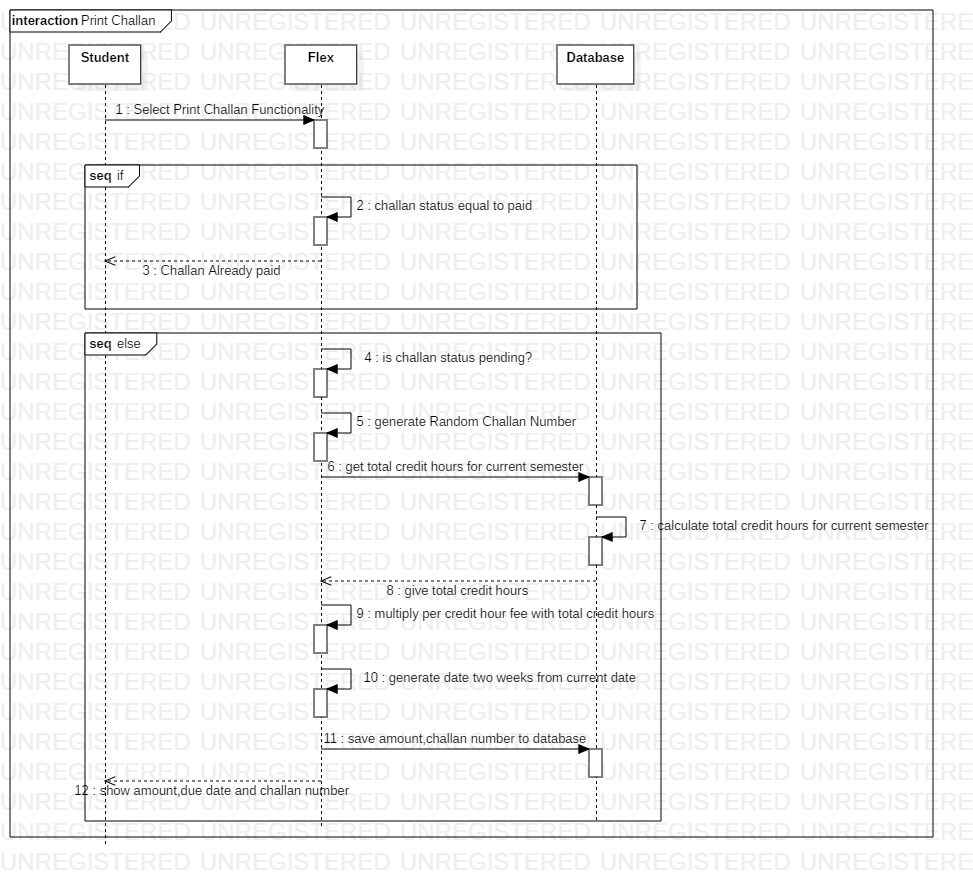 interaction Print Challan
Student
Flex
Database
1 : Select Print Challan Functionality
seq if
2 : challan status equal to paid
3 : Challan Already paid
seq else
4 : is challan status pending?
5 : generate Random Challan Number
6 : get total credit hours for current semester
7 : calculate total credit hours for current semester
8 : give total credit hours
9 : multiply per credit hour fee with total credit hours
10 : generate date two weeks from current date
11 : save amount,challan number to database
12 : show amount,due date and challan number
UNREGISTERED